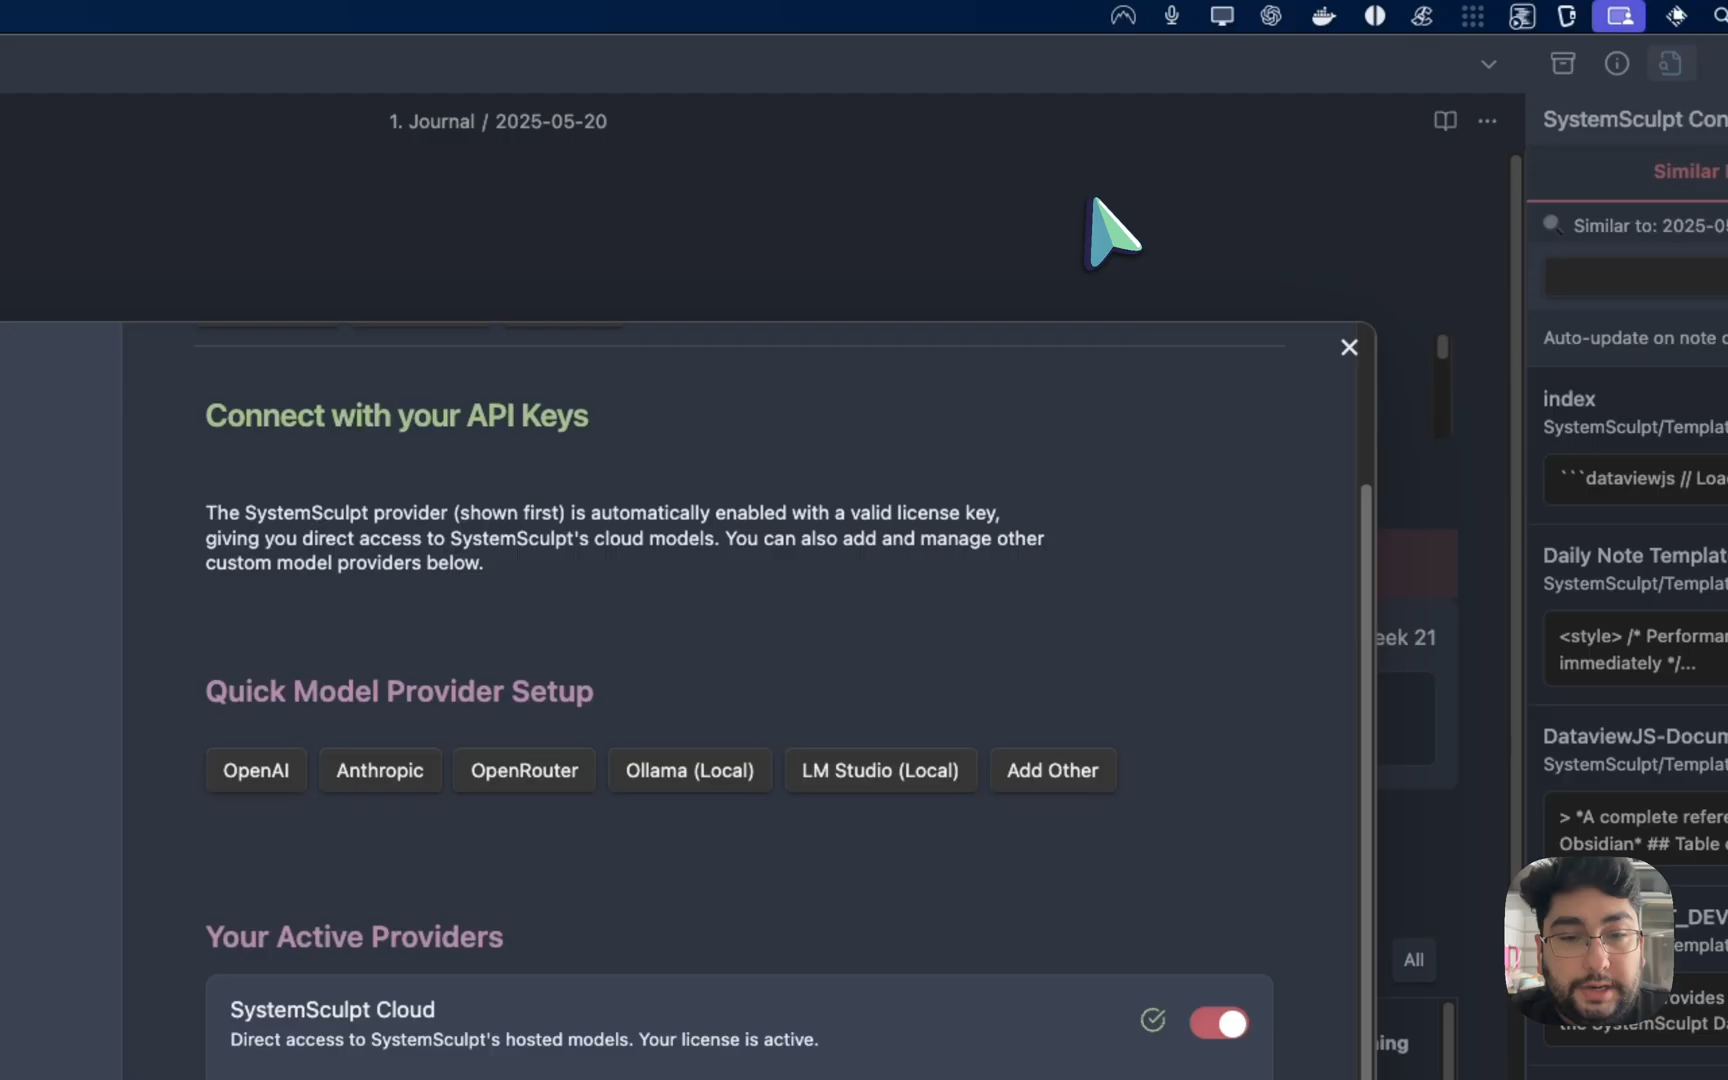 1. Journal / 2025-05-20
SystemSculpt Con
Similar
Similar to: 2025-0
Auto-update on note
Connect with your API Keys
The SystemSculpt provider (shown first) is automatically enabled with a valid license key,
giving you direct access to SystemSculpt's cloud models. You can also add and manage other
custom model providers below.
Quick Model Provider Setup
OpenAI
Anthropic
OpenRouter
Ollama (Local)
LM Studio (Local)
Add Other
Your Active Providers
SystemSculpt Cloud
Direct access to SystemSculpt's hosted models. Your license is active.
eek 21
All
ing
index
SystemSculpt/Templat
```dataviewjs // Loa
Daily Note Templat
SystemSculpt/Templat
<style> /* Performa
immediately */...
DataviewJS-Docum
SystemSculpt/Templat
> *A complete refere
Obsidian* ## Table
_DEV
emplat
ovides
the SystemSculpt Da